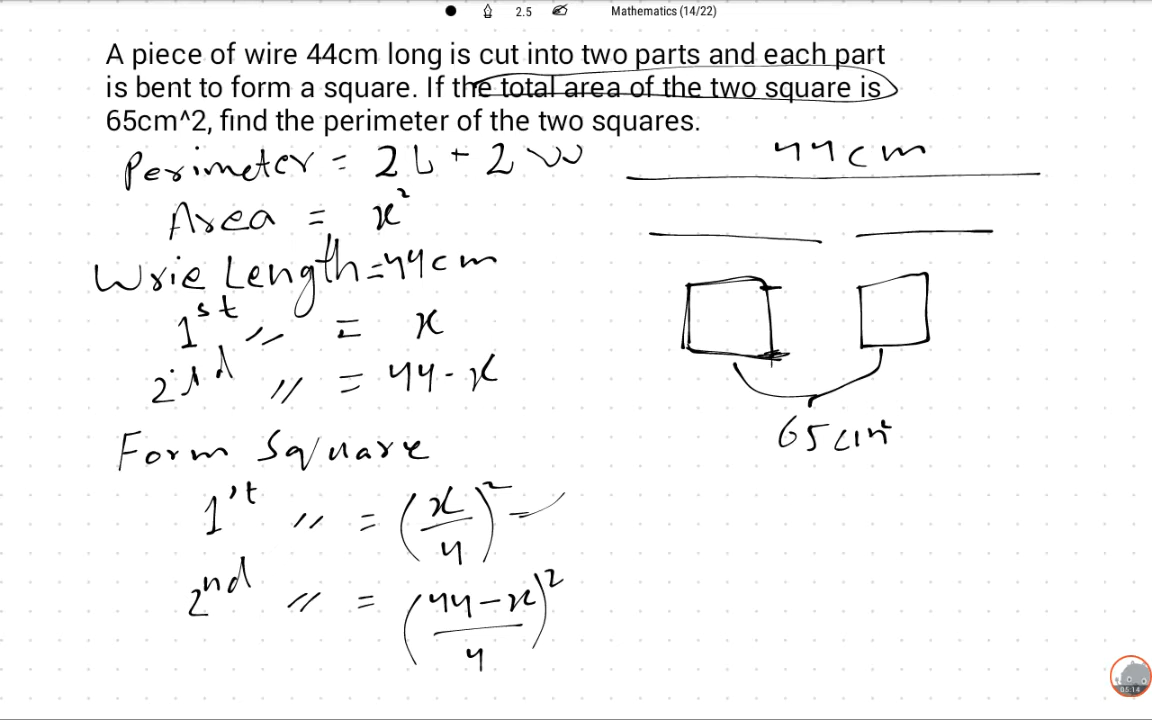 2.5 Mathematics (14/22)
A piece of wire 44cm long is cut into two parts and each part
is bent to form a square. If the total area of the two square is
65cm^2, find the perimeter of the two squares.
Perimeter = 2L + 2W
44cm
Area = x²
Wrie Length=44cm
1st 〃 = x
2nd 〃 = 44-x
65cm²
Form Square
1st 〃 = (x/4)² =
2nd 〃 = (44-x/4)²
05:14